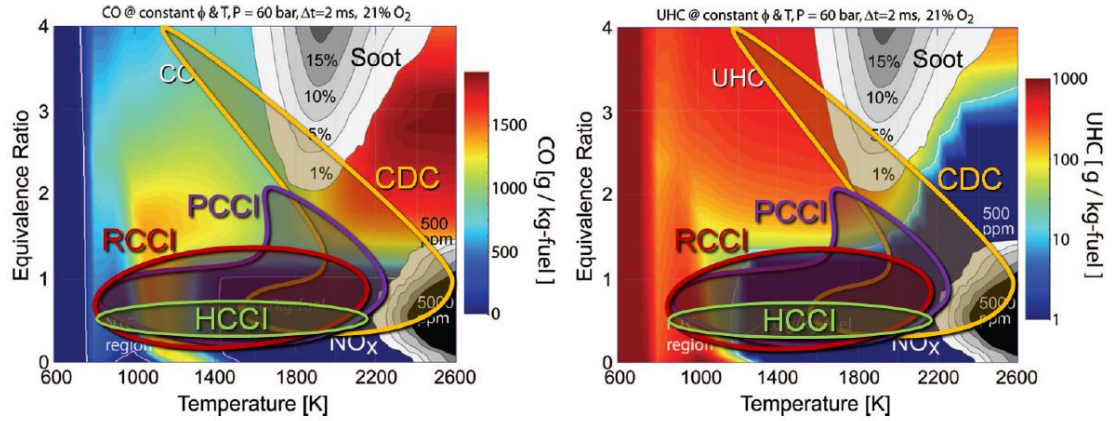 CO @ constant ϕ & T, P = 60 bar, Δt=2 ms, 21% O₂
4
3
2
1
0
Equivalence Ratio
600 1000 1400 1800 2200 2600
Temperature [K]
CO
15%
10%
5%
1%
Soot
CDC
PCCI
RCCI
HCCI
500
ppm
5000
ppm
NOx
region
1500
1000
500
0
CO [g / kg-fuel]
UHC @ constant ϕ & T, P = 60 bar, Δt=2 ms, 21% O₂
4
3
2
1
0
Equivalence Ratio
600 1000 1400 1800 2200 2600
Temperature [K]
UHC
15%
10%
5%
1%
Soot
CDC
PCCI
RCCI
HCCI
500
ppm
5000
ppm
NOx
region
1000
100
10
1
UHC [g / kg-fuel]